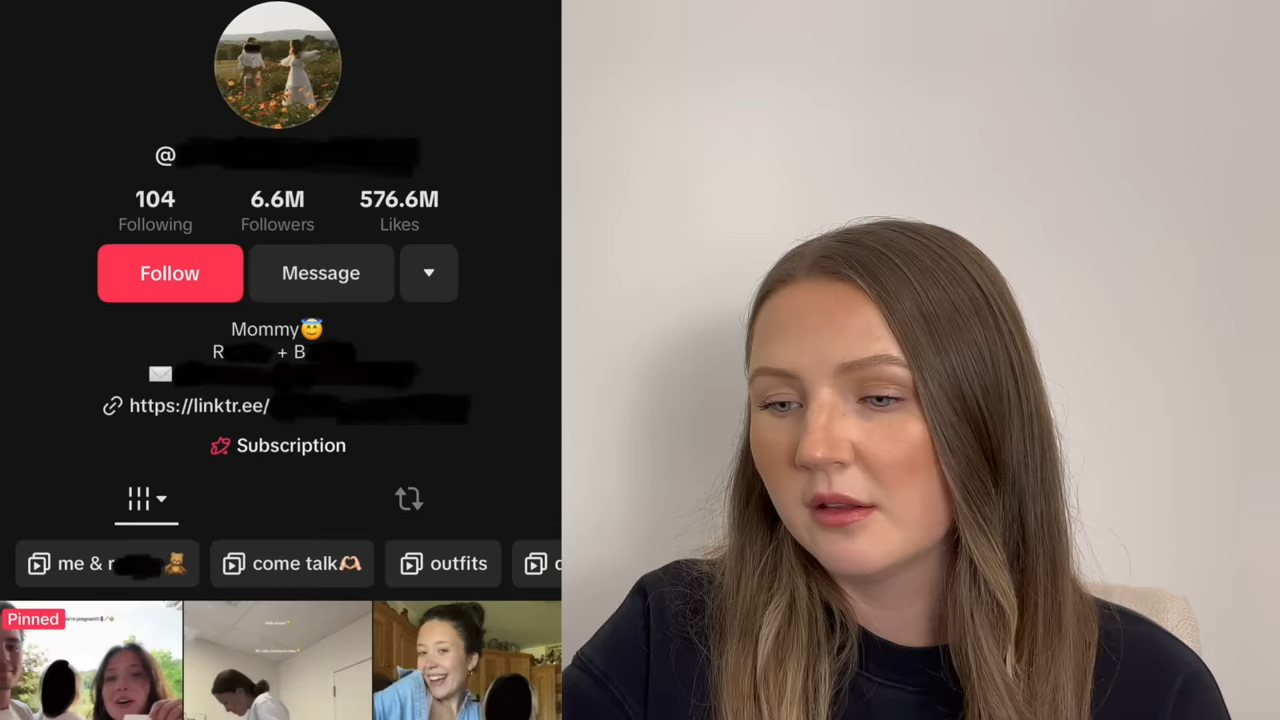 @
104 6.6M 576.6M
Following Followers Likes
Follow Message
Mommy😇
R + B
https://linktr.ee/
Subscription
me & r 🧸 come talk🫶🏻 outfits
Pinned